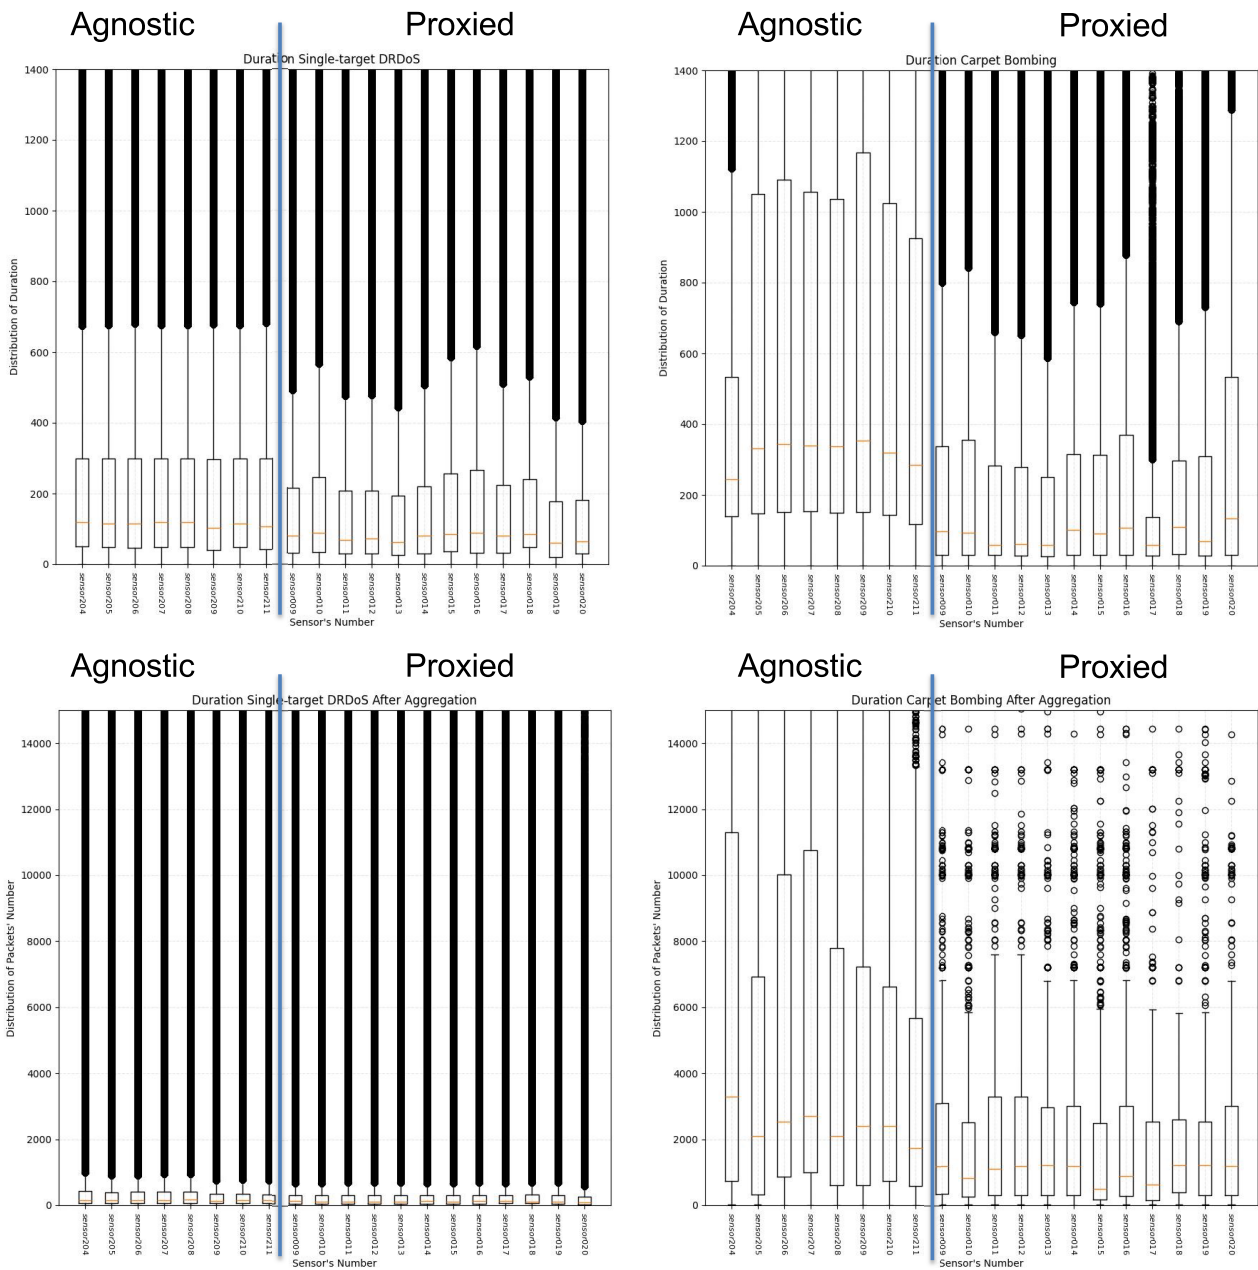 Agnostic
Proxied
Duration Single-target DRDoS
1400
1200
1000
800
600
400
200
0
Distribution of Duration
sensor204
sensor205
sensor206
sensor207
sensor208
sensor209
sensor210
sensor211
sensor009
sensor010
sensor011
sensor012
sensor013
sensor014
sensor015
sensor016
sensor017
sensor018
sensor019
sensor020
Sensor's Number
Agnostic
Proxied
Duration Carpet Bombing
1400
1200
1000
800
600
400
200
0
Distribution of Duration
sensor204
sensor205
sensor206
sensor207
sensor208
sensor209
sensor210
sensor211
sensor009
sensor010
sensor011
sensor012
sensor013
sensor014
sensor015
sensor016
sensor017
sensor018
sensor019
sensor020
Sensor's Number
Agnostic
Proxied
Duration Single-target DRDoS After Aggregation
14000
12000
10000
8000
6000
4000
2000
0
Distribution of Packets' Number
sensor204
sensor205
sensor206
sensor207
sensor208
sensor209
sensor210
sensor211
sensor009
sensor010
sensor011
sensor012
sensor013
sensor014
sensor015
sensor016
sensor017
sensor018
sensor019
sensor020
Sensor's Number
Agnostic
Proxied
Duration Carpet Bombing After Aggregation
14000
12000
10000
8000
6000
4000
2000
0
Distribution of Packets' Number
sensor204
sensor205
sensor206
sensor207
sensor208
sensor209
sensor210
sensor211
sensor009
sensor010
sensor011
sensor012
sensor013
sensor014
sensor015
sensor016
sensor017
sensor018
sensor019
sensor020
Sensor's Number